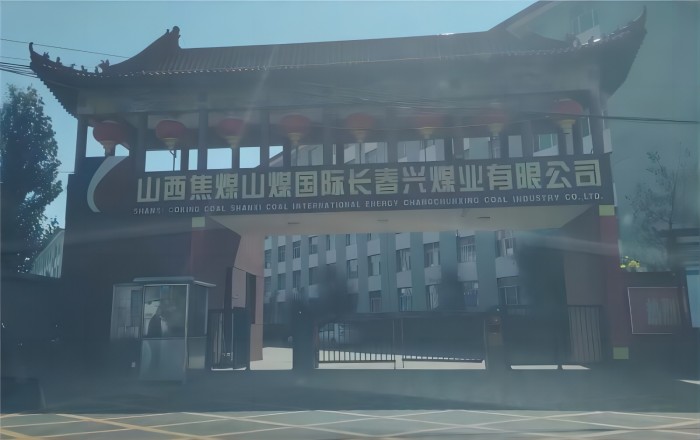 山西焦煤山煤国际长春兴煤业有限公司
SHANXI COKING COAL SHANXI COAL INTERNATIONAL ENERGY CHANGCHUNXING COAL INDUSTRY CO.,LTD.